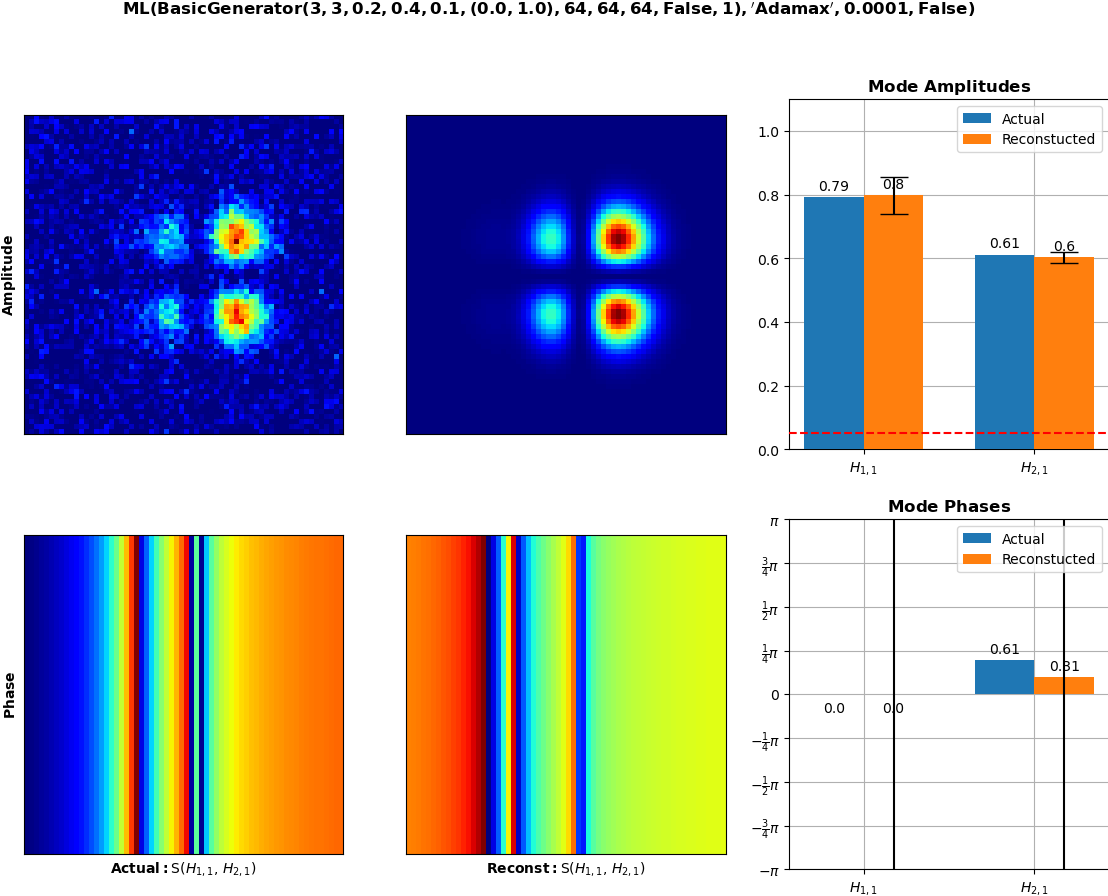 ML(BasicGenerator(3, 3, 0.2, 0.4, 0.1, (0.0, 1.0), 64, 64, 64, False, 1), ′Adamax′, 0.0001, False)
Amplitude
Mode Amplitudes
Actual
Reconstucted
1.0
0.8
0.6
0.4
0.2
0.0
0.79
0.8
0.61
0.6
H1,1
H2,1
Phase
Actual: S(H1,1, H2,1)
Reconst: S(H1,1, H2,1)
Mode Phases
Actual
Reconstucted
π
3/4π
1/2π
1/4π
0
−1/4π
−1/2π
−3/4π
−π
0.0
0.0
0.61
0.31
H1,1
H2,1